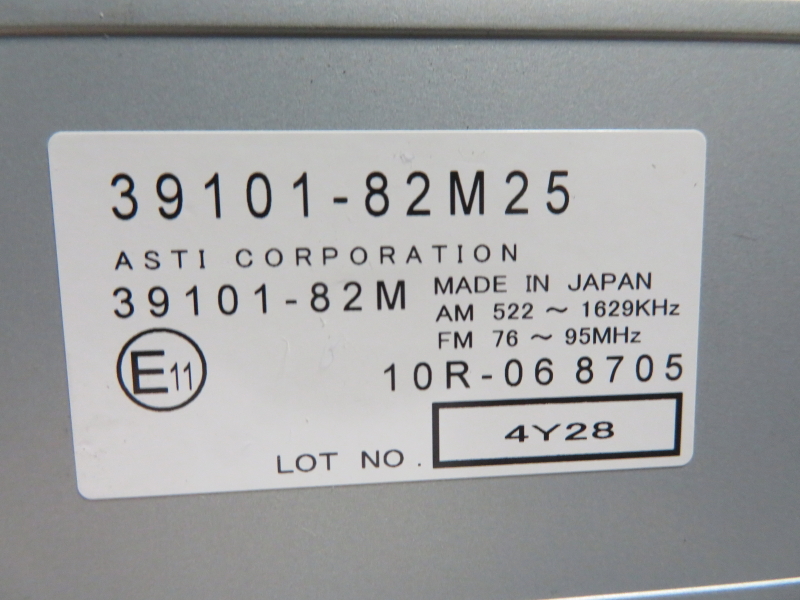 39101-82M25
ASTI CORPORATION
39101-82M
MADE IN JAPAN
AM 522 ～ 1629KHz
FM 76 ～ 95MHz
E11
10R-06 8705
LOT NO. 4Y28